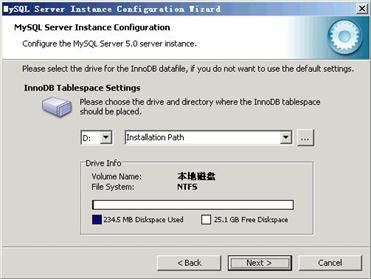 MySQL Server Instance Configuration Wizard
MySQL Server Instance Configuration
Configure the MySQL Server 5.0 server instance.
Please select the drive for the InnoDB datafile, if you do not want to use the default settings.
InnoDB Tablespace Settings
Please choose the drive and directory where the InnoDB tablespace
should be placed.
D: Installation Path ...
Drive Info
Volume Name: 本地磁盘
File System: NTFS
234.5 MB Diskspace Used 25.1 GB Free Diskspace
< Back Next > Cancel